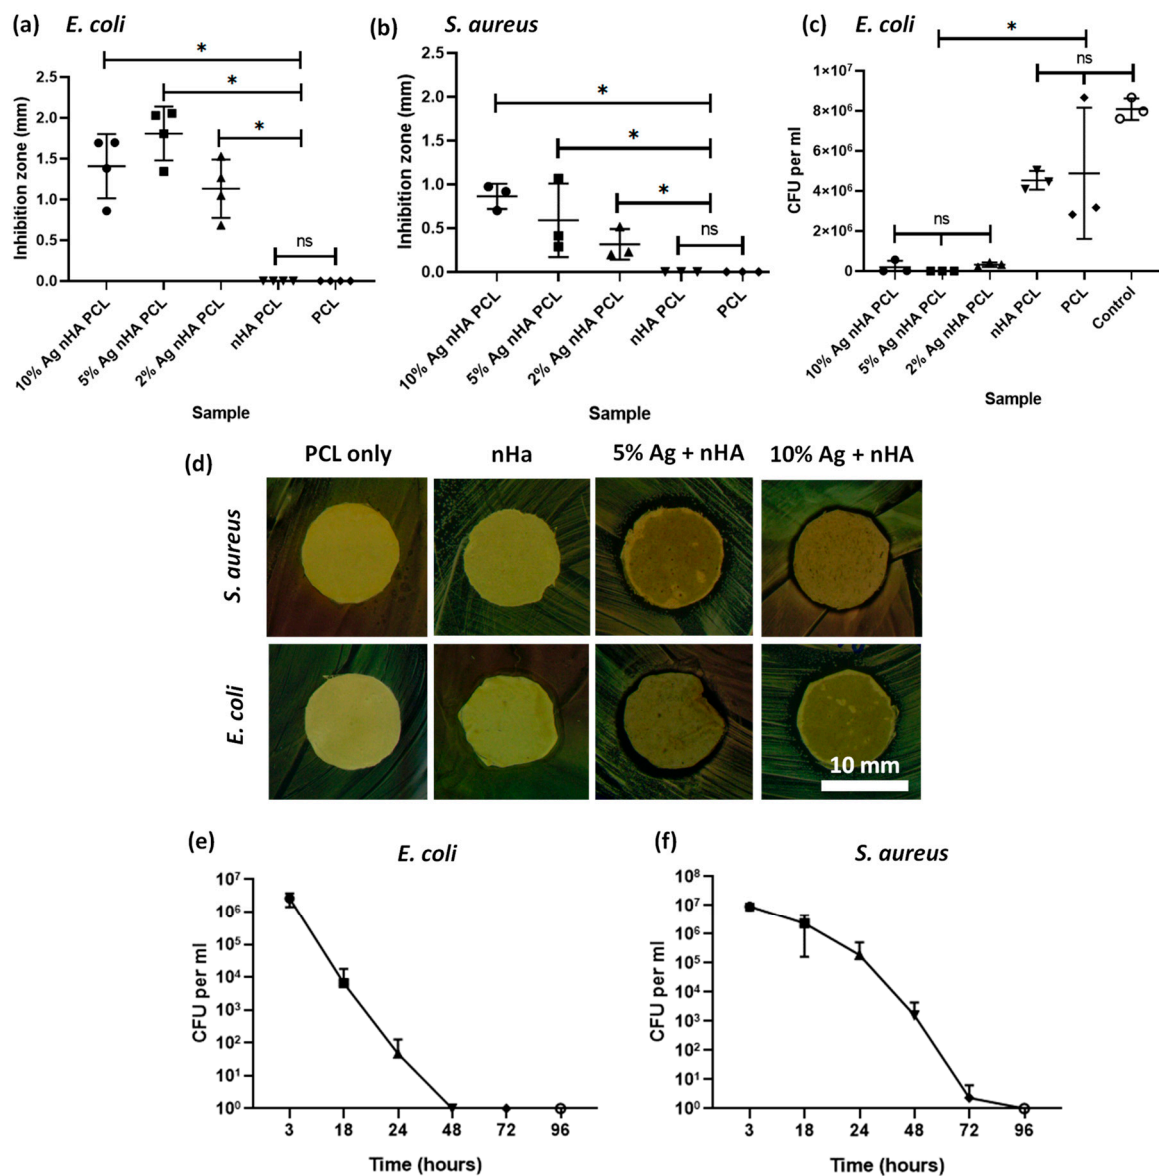 (a) E. coli
Inhibition zone (mm)
2.5
2.0
1.5
1.0
0.5
0.0
*
*
*
ns
10% Ag nHA PCL
5% Ag nHA PCL
2% Ag nHA PCL
nHA PCL
PCL
Sample
(b) S. aureus
Inhibition zone (mm)
2.5
2.0
1.5
1.0
0.5
0.0
*
*
*
ns
10% Ag nHA PCL
5% Ag nHA PCL
2% Ag nHA PCL
nHA PCL
PCL
Sample
(c) E. coli
CFU per ml
1×10⁷
8×10⁶
6×10⁶
4×10⁶
2×10⁶
0
*
ns
ns
10% Ag nHA PCL
5% Ag nHA PCL
2% Ag nHA PCL
nHA PCL
PCL
Control
Sample
(d) PCL only nHa 5% Ag + nHA 10% Ag + nHA
S. aureus
E. coli
10 mm
(e) E. coli
CFU per ml
10⁷
10⁶
10⁵
10⁴
10³
10²
10¹
10⁰
3 18 24 48 72 96
Time (hours)
(f) S. aureus
CFU per ml
10⁸
10⁷
10⁶
10⁵
10⁴
10³
10²
10¹
10⁰
3 18 24 48 72 96
Time (hours)